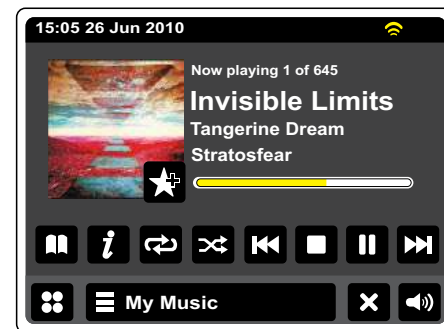 15:05 26 Jun 2010
Now playing 1 of 645
Invisible Limits
Tangerine Dream
Stratosfear
My Music